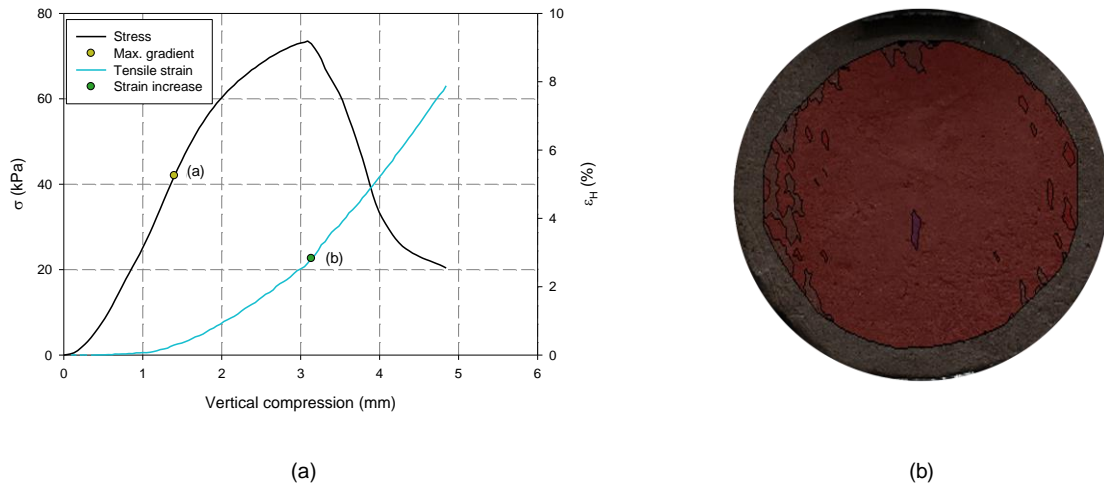 Stress
Max. gradient
Tensile strain
Strain increase
80
60
40
20
0
10
8
6
4
2
0
0 1 2 3 4 5 6
σ (kPa)
ε_H (%)
(a)
(b)
Vertical compression (mm)
(a)
(b)